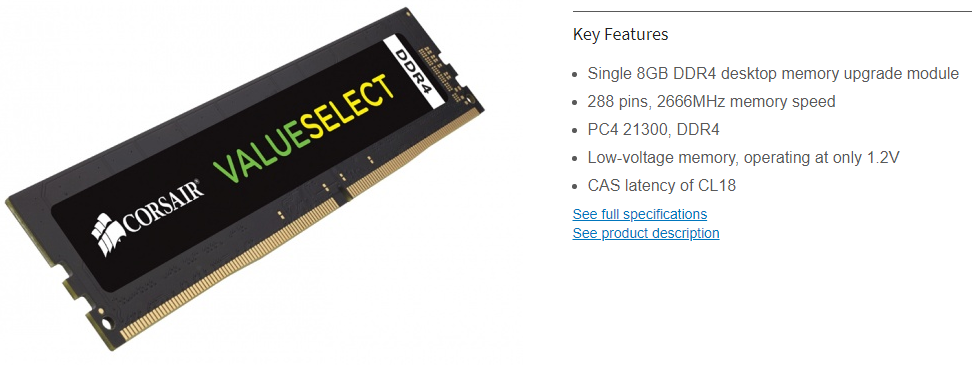 DDR4
VALUESELECT
CORSAIR®
Key Features
Single 8GB DDR4 desktop memory upgrade module
288 pins, 2666MHz memory speed
PC4 21300, DDR4
Low-voltage memory, operating at only 1.2V
CAS latency of CL18
See full specifications
See product description